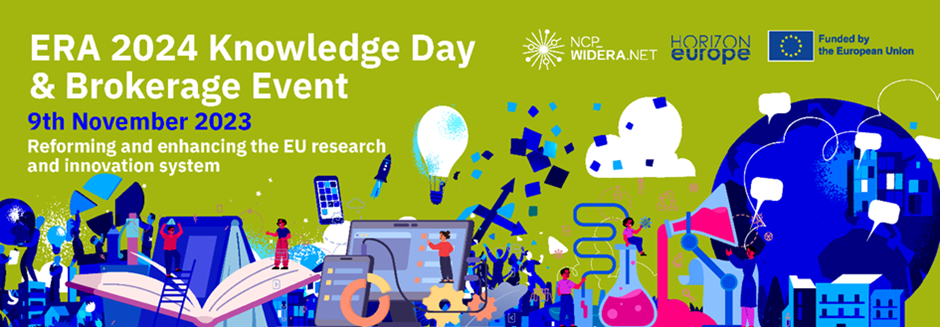 ERA 2024 Knowledge Day
& Brokerage Event
9th November 2023
Reforming and enhancing the EU research
and innovation system
NCP_
WIDERA.NET
HORIZON
europe
Funded by
the European Union